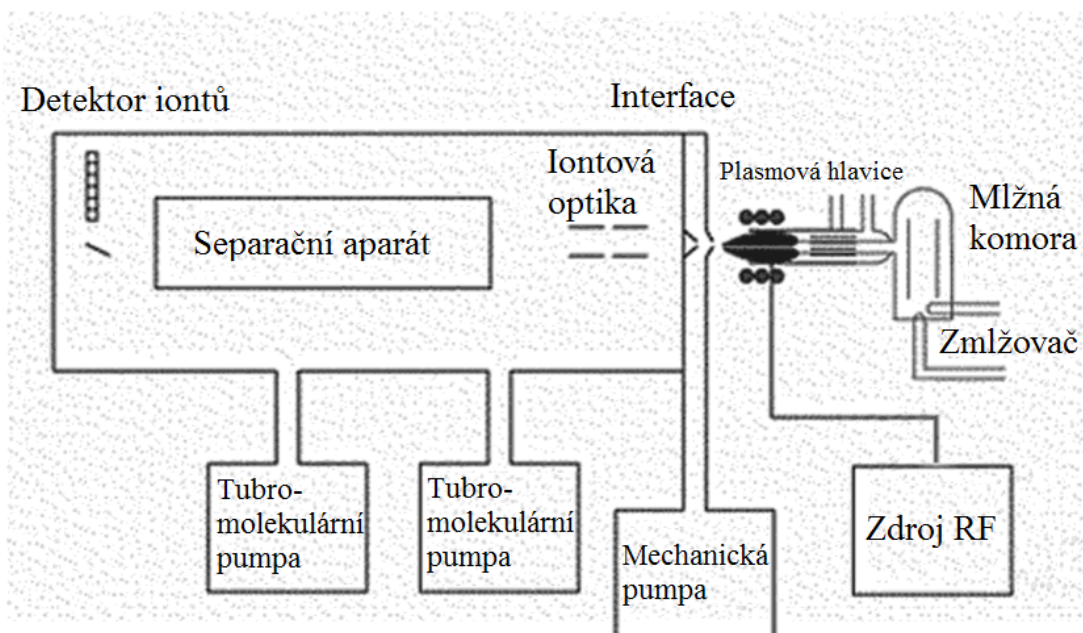 Detektor iontů
Interface
Iontová
optika
Plasmová hlavice
Mlžná
komora
Separační aparát
Zmlžovač
Tubro-
molekulární
pumpa
Tubro-
molekulární
pumpa
Mechanická
pumpa
Zdroj RF